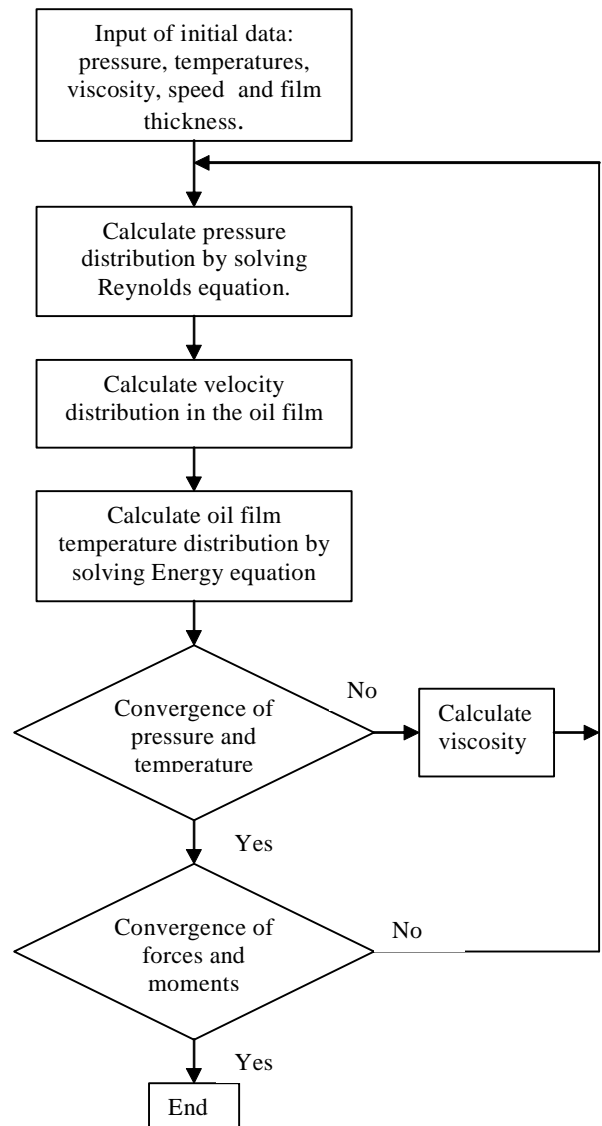 Input of initial data:
pressure, temperatures,
viscosity, speed and film
thickness.
Calculate pressure
distribution by solving
Reynolds equation.
Calculate velocity
distribution in the oil film
Calculate oil film
temperature distribution by
solving Energy equation
Convergence of
pressure and
temperature
No
Calculate
viscosity
Yes
Convergence of
forces and
moments
No
Yes
End